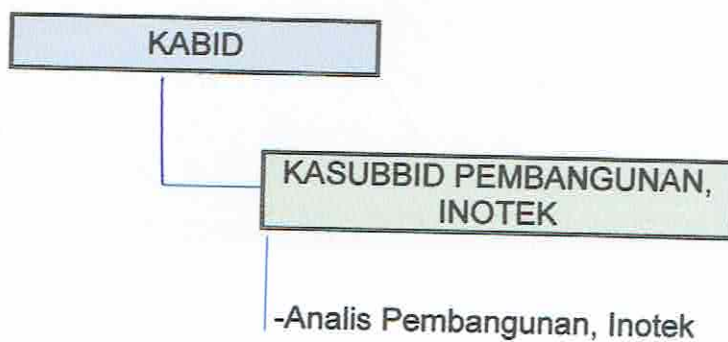 KABID
KASUBBID PEMBANGUNAN,
INOTEK
-Analis Pembangunan, Inotek